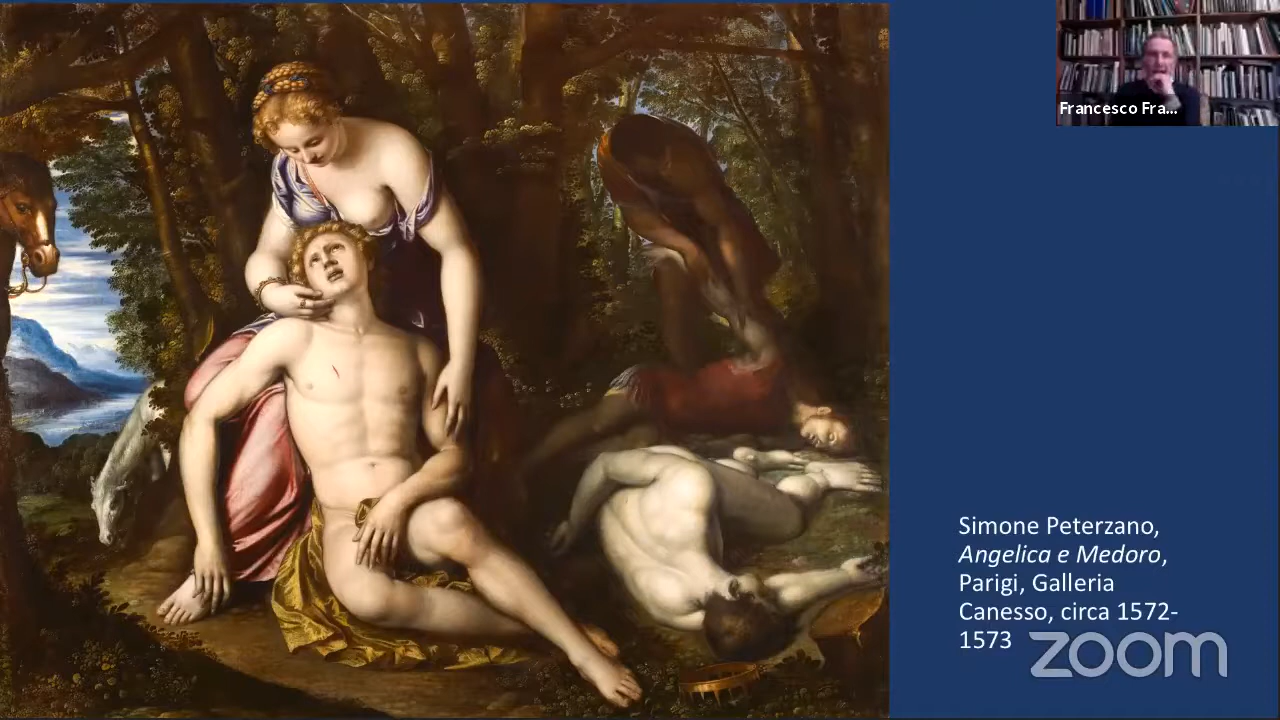 Francesco Fra...
Simone Peterzano,
Angelica e Medoro,
Parigi, Galleria
Canesso, circa 1572-
1573
zoom